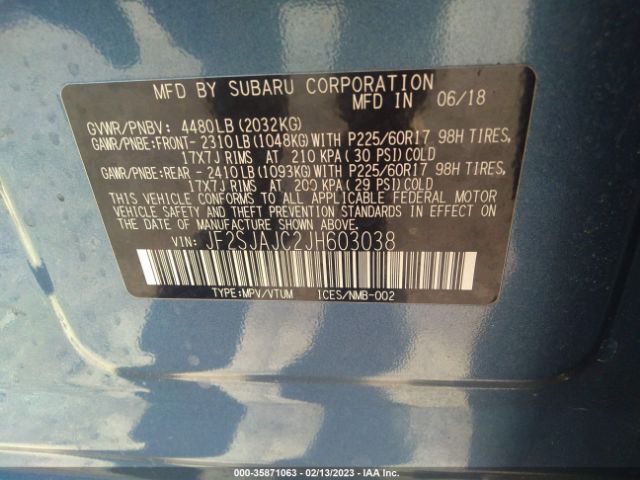 MFD BY SUBARU CORPORATION
MFD IN 06/18
GVWR/PNBV: 4480LB(2032KG)
GAWR/PNBE:FRONT- 2310LB(1048KG) WITH P225/60R17 98H TIRES,
17X7J RIMS AT 210 KPA( 30 PSI) COLD
GAWR/PNBE:REAR - 2410LB(1093KG) WITH P225/60R17 98H TIRES,
17X7J RIMS AT 200 KPA( 29 PSI) COLD
THIS VEHICLE CONFORMS TO ALL APPLICABLE FEDERAL MOTOR
VEHICLE SAFETY AND THEFT PREVENTION STANDARDS IN EFFECT
ON THE DATE OF MANUFACTURE SHOWN ABOVE.
VIN: JF2SJAJC2JH603038
TYPE:MPV/VTUM ICES/NMB-002
000-35871063 - 02/13/2023 - IAA Inc.